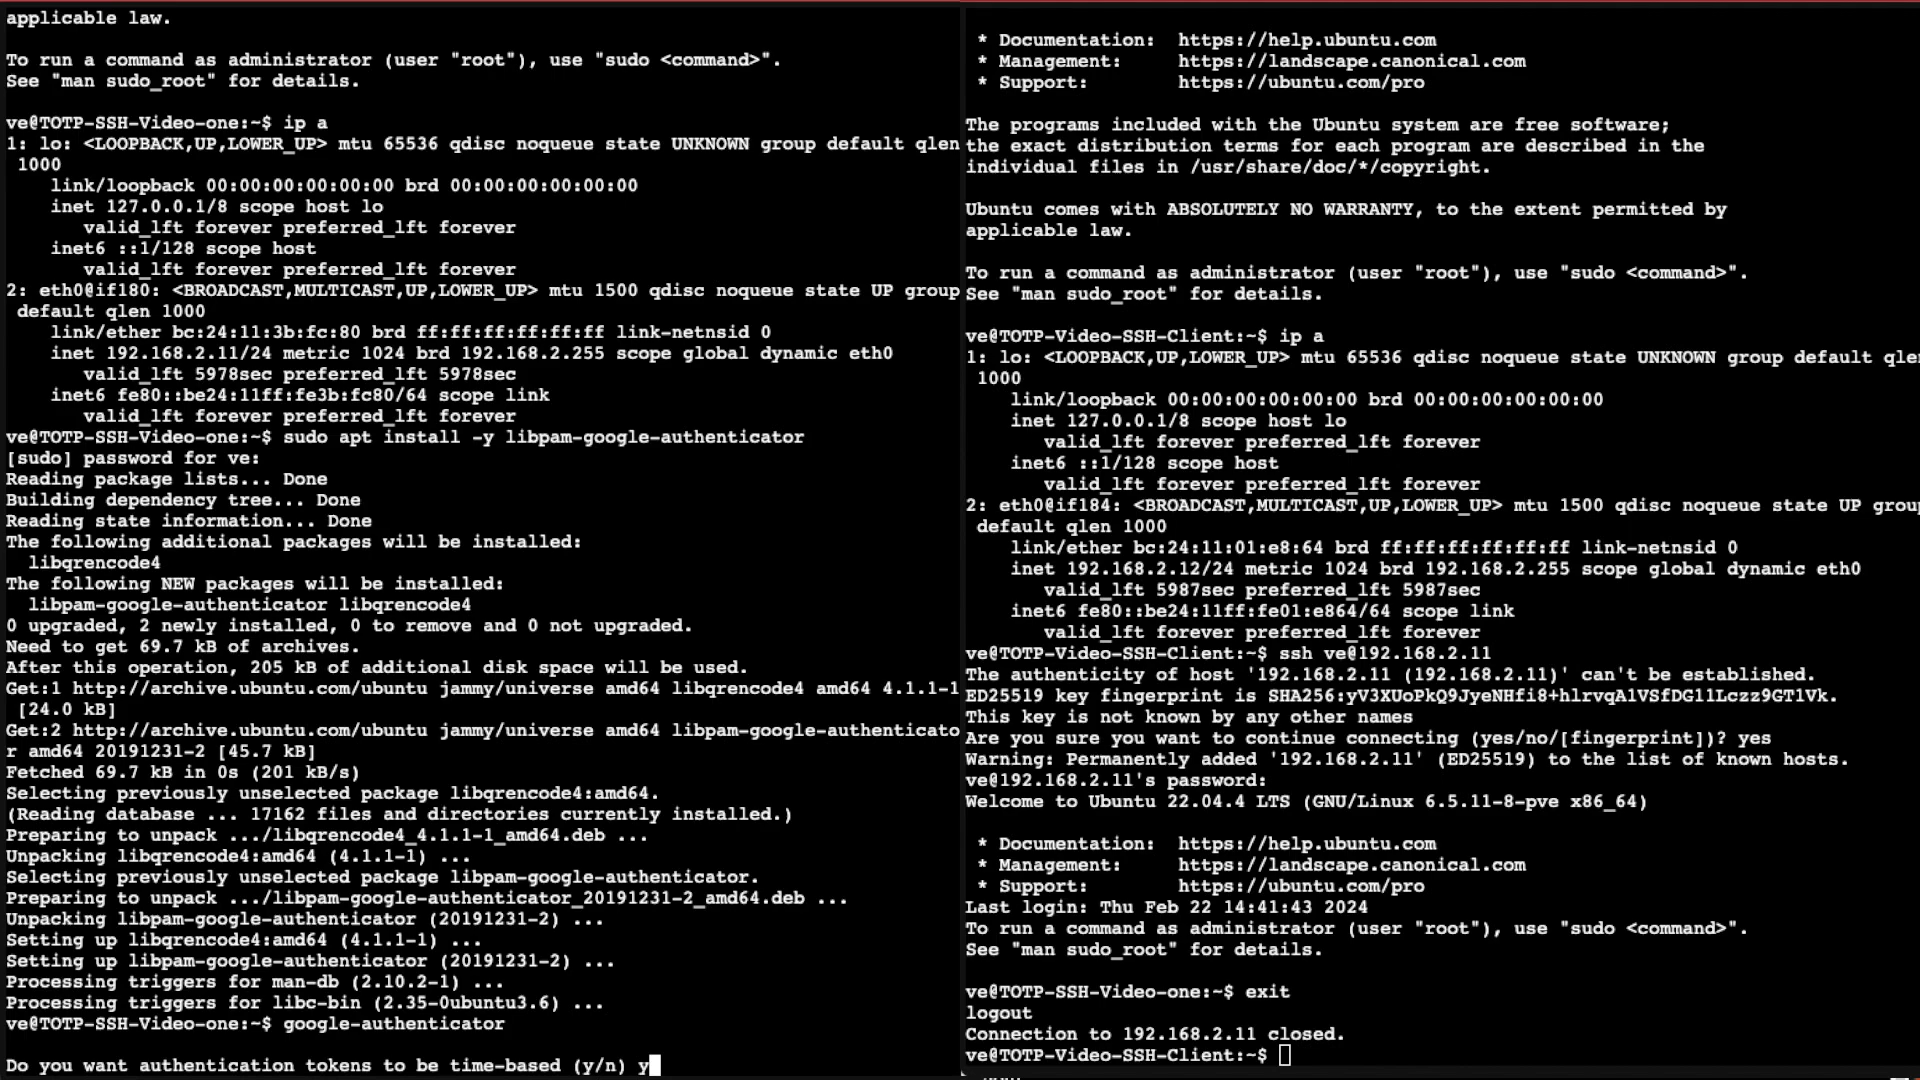 applicable law.
To run a command as administrator (user "root"), use "sudo <command>".
See "man sudo_root" for details.
ve@TOTP-SSH-Video-one:~$ ip a
1: lo: <LOOPBACK,UP,LOWER_UP> mtu 65536 qdisc noqueue state UNKNOWN group default qlen
1000
link/loopback 00:00:00:00:00:00 brd 00:00:00:00:00:00
inet 127.0.0.1/8 scope host lo
valid_lft forever preferred_lft forever
inet6 ::1/128 scope host
valid_lft forever preferred_lft forever
2: eth0@if180: <BROADCAST,MULTICAST,UP,LOWER_UP> mtu 1500 qdisc noqueue state UP group
default qlen 1000
link/ether bc:24:11:3b:fc:80 brd ff:ff:ff:ff:ff:ff link-netnsid 0
inet 192.168.2.11/24 metric 1024 brd 192.168.2.255 scope global dynamic eth0
valid_lft 5978sec preferred_lft 5978sec
inet6 fe80::be24:11ff:fe3b:fc80/64 scope link
valid_lft forever preferred_lft forever
ve@TOTP-SSH-Video-one:~$ sudo apt install -y libpam-google-authenticator
[sudo] password for ve:
Reading package lists... Done
Building dependency tree... Done
Reading state information... Done
The following additional packages will be installed:
libqrencode4
The following NEW packages will be installed:
libpam-google-authenticator libqrencode4
0 upgraded, 2 newly installed, 0 to remove and 0 not upgraded.
Need to get 69.7 kB of archives.
After this operation, 205 kB of additional disk space will be used.
Get:1 http://archive.ubuntu.com/ubuntu jammy/universe amd64 libqrencode4 amd64 4.1.1-1
[24.0 kB]
Get:2 http://archive.ubuntu.com/ubuntu jammy/universe amd64 libpam-google-authenticato
r amd64 20191231-2 [45.7 kB]
Fetched 69.7 kB in 0s (201 kB/s)
Selecting previously unselected package libqrencode4:amd64.
(Reading database ... 17162 files and directories currently installed.)
Preparing to unpack .../libqrencode4_4.1.1-1_amd64.deb ...
Unpacking libqrencode4:amd64 (4.1.1-1) ...
Selecting previously unselected package libpam-google-authenticator.
Preparing to unpack .../libpam-google-authenticator_20191231-2_amd64.deb ...
Unpacking libpam-google-authenticator (20191231-2) ...
Setting up libqrencode4:amd64 (4.1.1-1) ...
Setting up libpam-google-authenticator (20191231-2) ...
Processing triggers for man-db (2.10.2-1) ...
Processing triggers for libc-bin (2.35-0ubuntu3.6) ...
ve@TOTP-SSH-Video-one:~$ google-authenticator
Do you want authentication tokens to be time-based (y/n) y
* Documentation: https://help.ubuntu.com
* Management: https://landscape.canonical.com
* Support: https://ubuntu.com/pro
The programs included with the Ubuntu system are free software;
the exact distribution terms for each program are described in the
individual files in /usr/share/doc/*/copyright.
Ubuntu comes with ABSOLUTELY NO WARRANTY, to the extent permitted by
applicable law.
To run a command as administrator (user "root"), use "sudo <command>".
See "man sudo_root" for details.
ve@TOTP-Video-SSH-Client:~$ ip a
1: lo: <LOOPBACK,UP,LOWER_UP> mtu 65536 qdisc noqueue state UNKNOWN group default qlen
1000
link/loopback 00:00:00:00:00:00 brd 00:00:00:00:00:00
inet 127.0.0.1/8 scope host lo
valid_lft forever preferred_lft forever
inet6 ::1/128 scope host
valid_lft forever preferred_lft forever
2: eth0@if184: <BROADCAST,MULTICAST,UP,LOWER_UP> mtu 1500 qdisc noqueue state UP group
default qlen 1000
link/ether bc:24:11:01:e8:64 brd ff:ff:ff:ff:ff:ff link-netnsid 0
inet 192.168.2.12/24 metric 1024 brd 192.168.2.255 scope global dynamic eth0
valid_lft 5987sec preferred_lft 5987sec
inet6 fe80::be24:11ff:fe01:e864/64 scope link
valid_lft forever preferred_lft forever
ve@TOTP-Video-SSH-Client:~$ ssh ve@192.168.2.11
The authenticity of host '192.168.2.11 (192.168.2.11)' can't be established.
ED25519 key fingerprint is SHA256:yV3XUoPkQ9JyeNHfi8+hlrvqA1VSfDG11Lczz9GT1Vk.
This key is not known by any other names
Are you sure you want to continue connecting (yes/no/[fingerprint])? yes
Warning: Permanently added '192.168.2.11' (ED25519) to the list of known hosts.
ve@192.168.2.11's password:
Welcome to Ubuntu 22.04.4 LTS (GNU/Linux 6.5.11-8-pve x86_64)
* Documentation: https://help.ubuntu.com
* Management: https://landscape.canonical.com
* Support: https://ubuntu.com/pro
Last login: Thu Feb 22 14:41:43 2024
To run a command as administrator (user "root"), use "sudo <command>".
See "man sudo_root" for details.
ve@TOTP-SSH-Video-one:~$ exit
logout
Connection to 192.168.2.11 closed.
ve@TOTP-Video-SSH-Client:~$